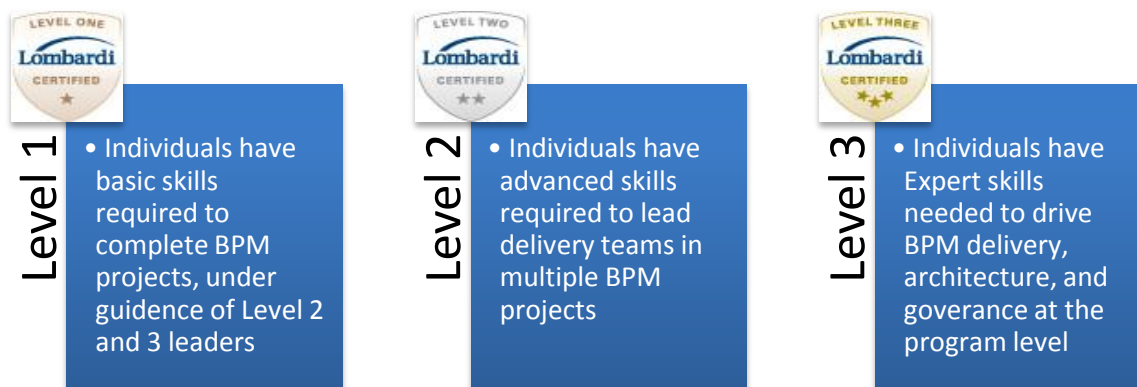 LEVEL ONE
Lombardi
CERTIFIED
Level 1
• Individuals have
basic skills
required to
complete BPM
projects, under
guidence of Level 2
and 3 leaders
LEVEL TWO
Lombardi
CERTIFIED
Level 2
• Individuals have
advanced skills
required to lead
delivery teams in
multiple BPM
projects
LEVEL THREE
Lombardi
CERTIFIED
Level 3
• Individuals have
Expert skills
needed to drive
BPM delivery,
architecture, and
goverance at the
program level